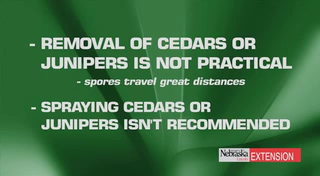 - REMOVAL OF CEDARS OR
JUNIPERS IS NOT PRACTICAL
- spores travel great distances
- SPRAYING CEDARS OR
JUNIPERS ISN'T RECOMMENDED
Nebraska
EXTENSION